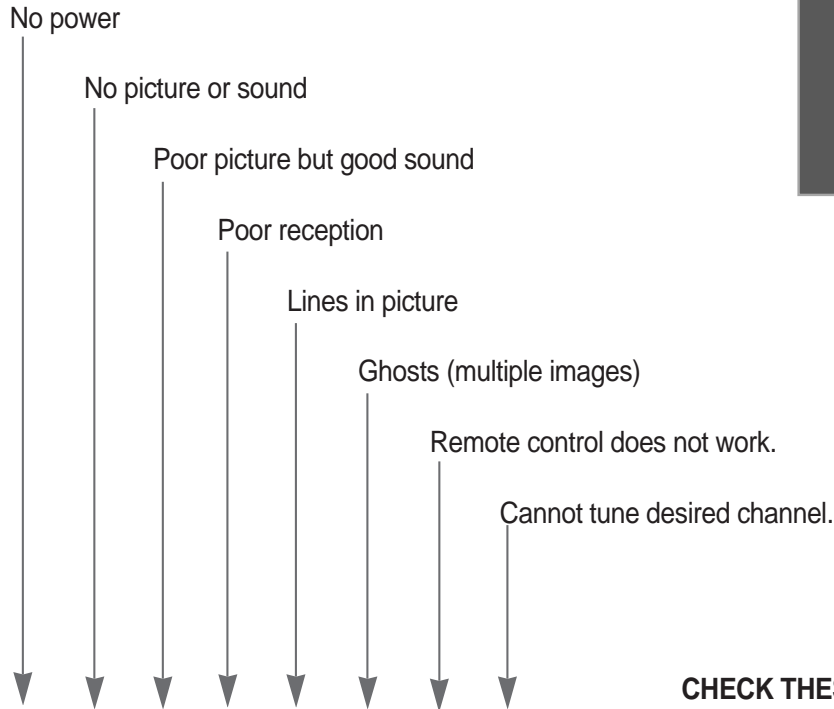 No power
No picture or sound
Poor picture but good sound
Poor reception
Lines in picture
Ghosts (multiple images)
Remote control does not work.
Cannot tune desired channel.
CHECK THES